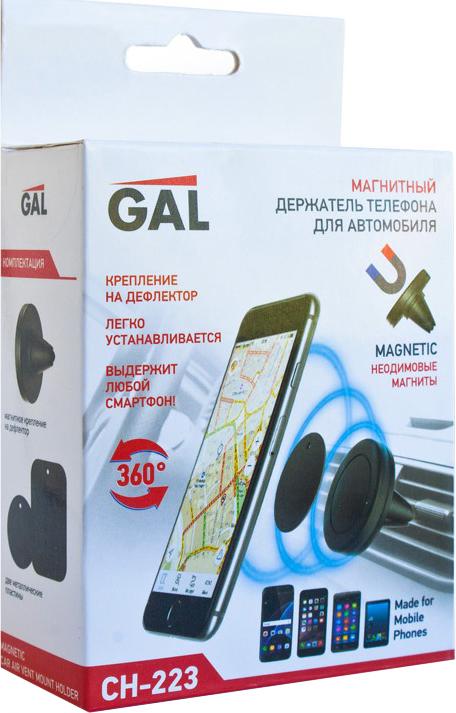 GAL
МАГНИТНЫЙ
ДЕРЖАТЕЛЬ ТЕЛЕФОНА
ДЛЯ АВТОМОБИЛЯ
КРЕПЛЕНИЕ
НА ДЕФЛЕКТОР
ЛЕГКО
УСТАНАВЛИВАЕТСЯ
ВЫДЕРЖИТ
ЛЮБОЙ
СМАРТФОН!
360°
MAGNETIC
НЕОДИМОВЫЕ
МАГНИТЫ
Made for
Mobile
Phones
CH-223
GAL
КОМПЛЕКТАЦИЯ
магнитное крепление
на дефлектор
две металлические
пластины
MAGNETIC
CAR AIR VENT MOUNT HOLDER